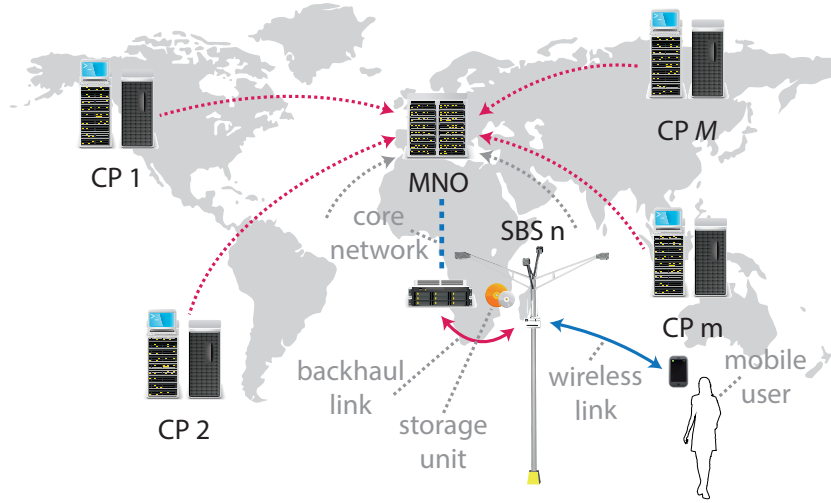 CP 1
CP M
MNO
core
network
SBS n
CP m
backhaul
link
wireless
link
mobile
user
storage
unit
CP 2